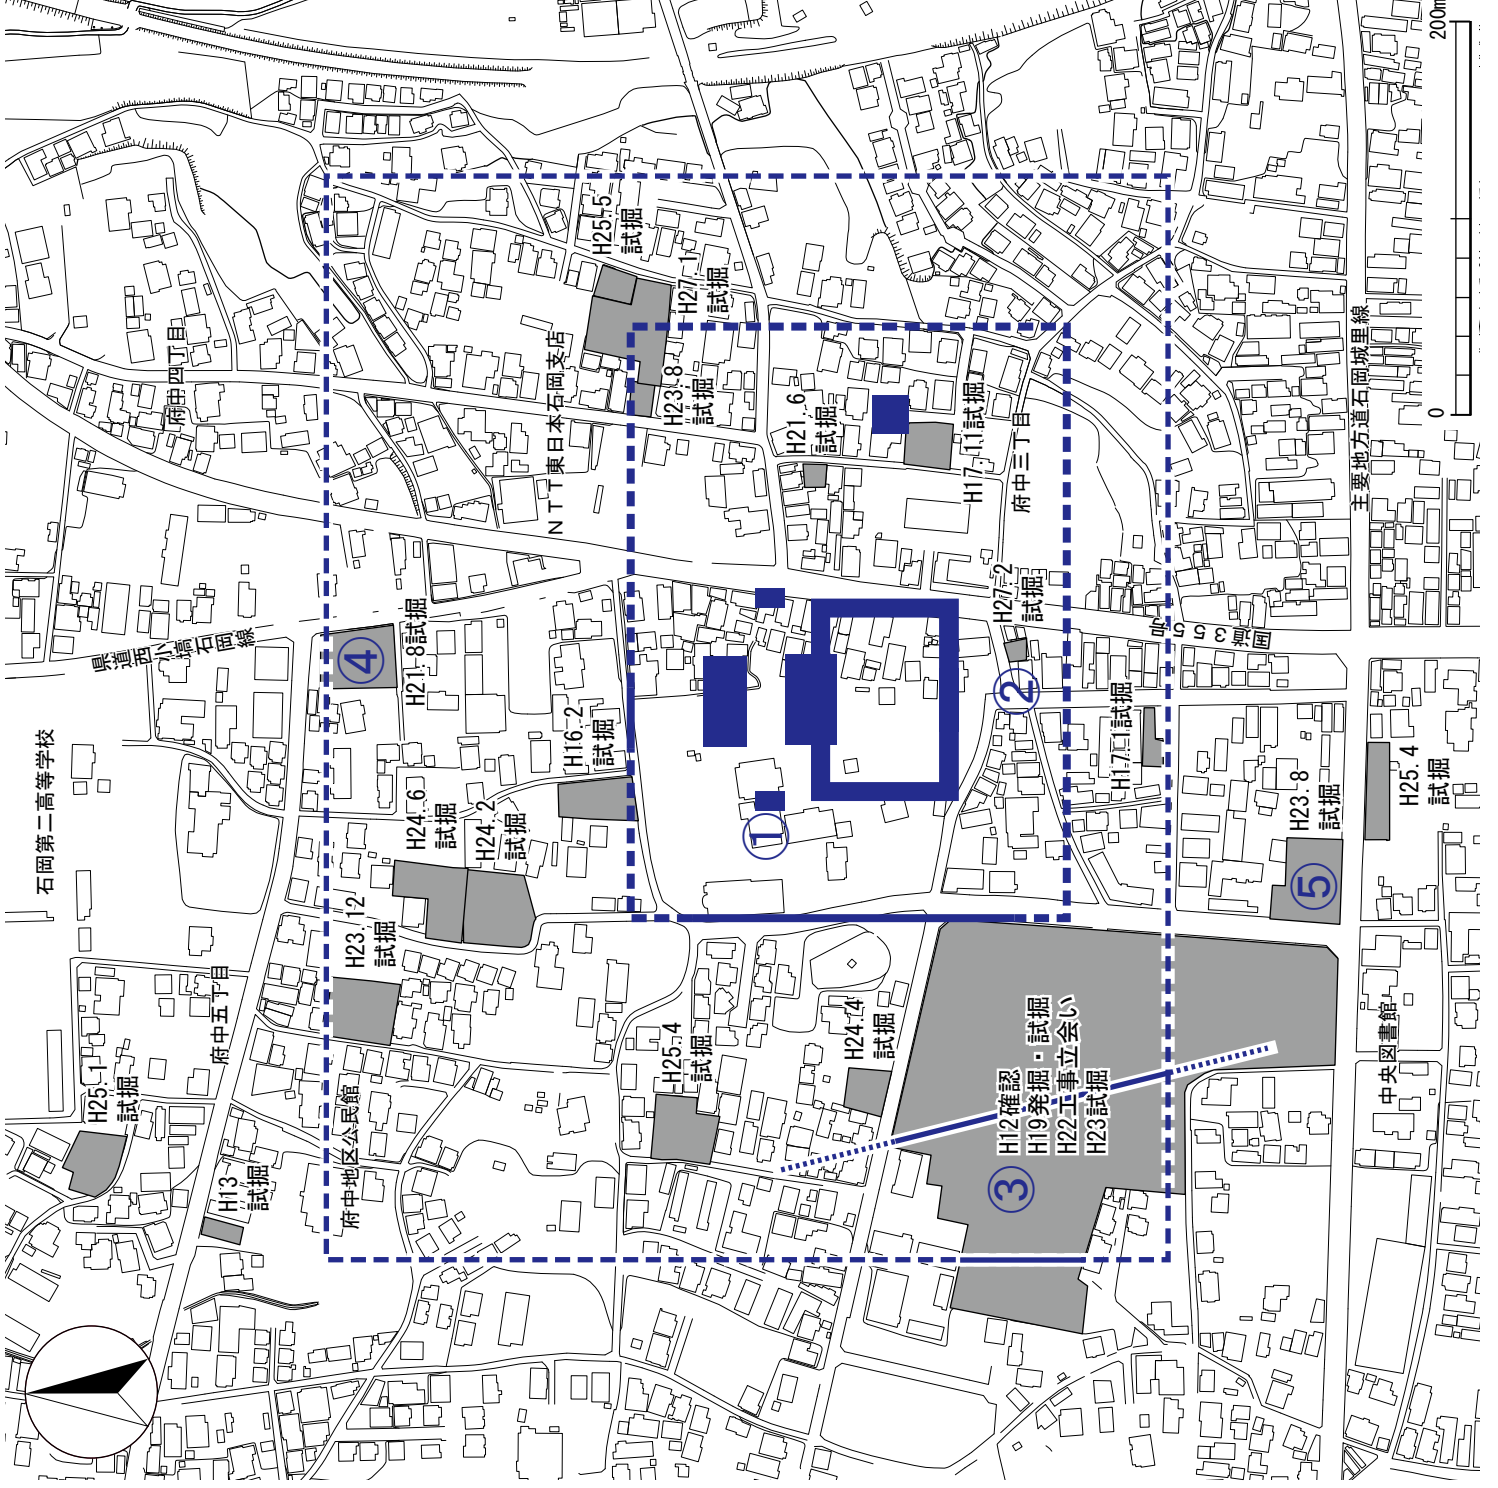 県道西小高石岡線
府中四丁目
石岡第二高等学校
府中五丁目
府中地区公民館
NTT東日本石岡支店
府中三丁目
国道355号
主要地方道石岡城里線
中央図書館
H25.5
試掘
H27.1
試掘
H23.8
試掘
H21.6
試掘
H17.11試掘
H27.2
試掘
④
H21.8試掘
H16.2
試掘
H24.6
試掘
H24.2
試掘
H23.12
試掘
①
②
H23.8
試掘
⑤
H25.4
試掘
H25.1
試掘
H13
試掘
H25.4
試掘
H24.4
試掘
③
H12確認
H19発掘・試掘
H22工事立会い
H23試掘
0
200m